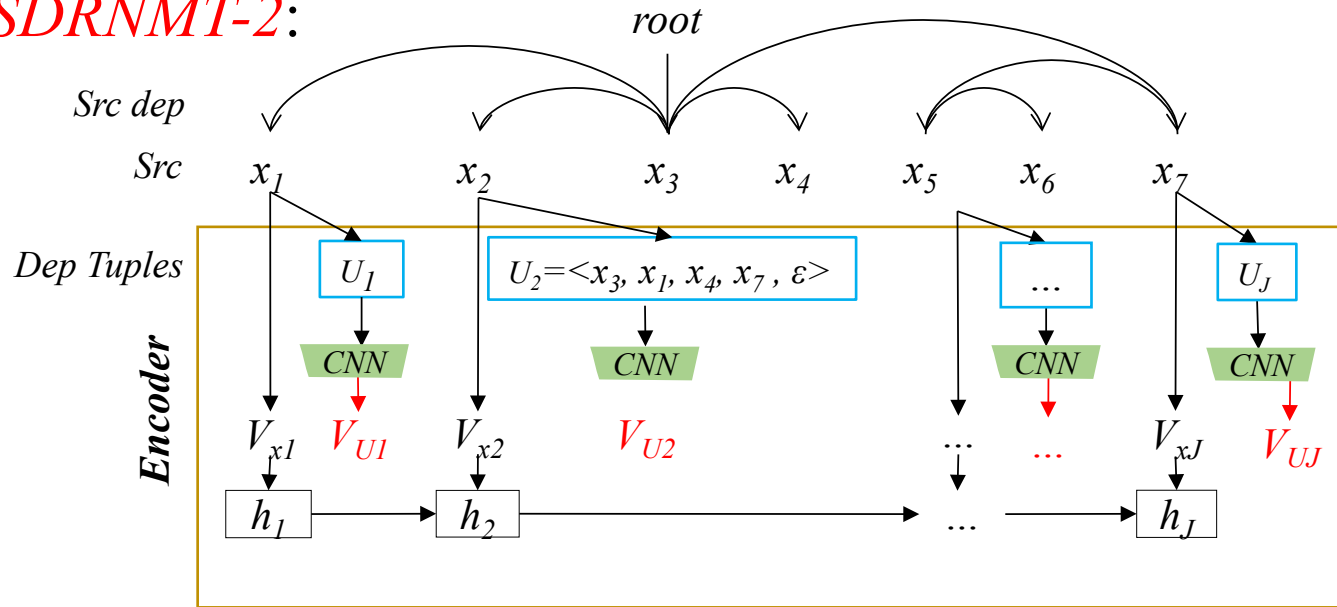 SDRNMT-2:
root
Src dep
Src x1 x2 x3 x4 x5 x6 x7
Dep Tuples U1 U2=<x3, x1, x4, x7 , ε> ... UJ
CNN CNN CNN CNN
Encoder
Vx1 VU1 Vx2 VU2 ... ... VxJ VUJ
h1 h2 ... hJ